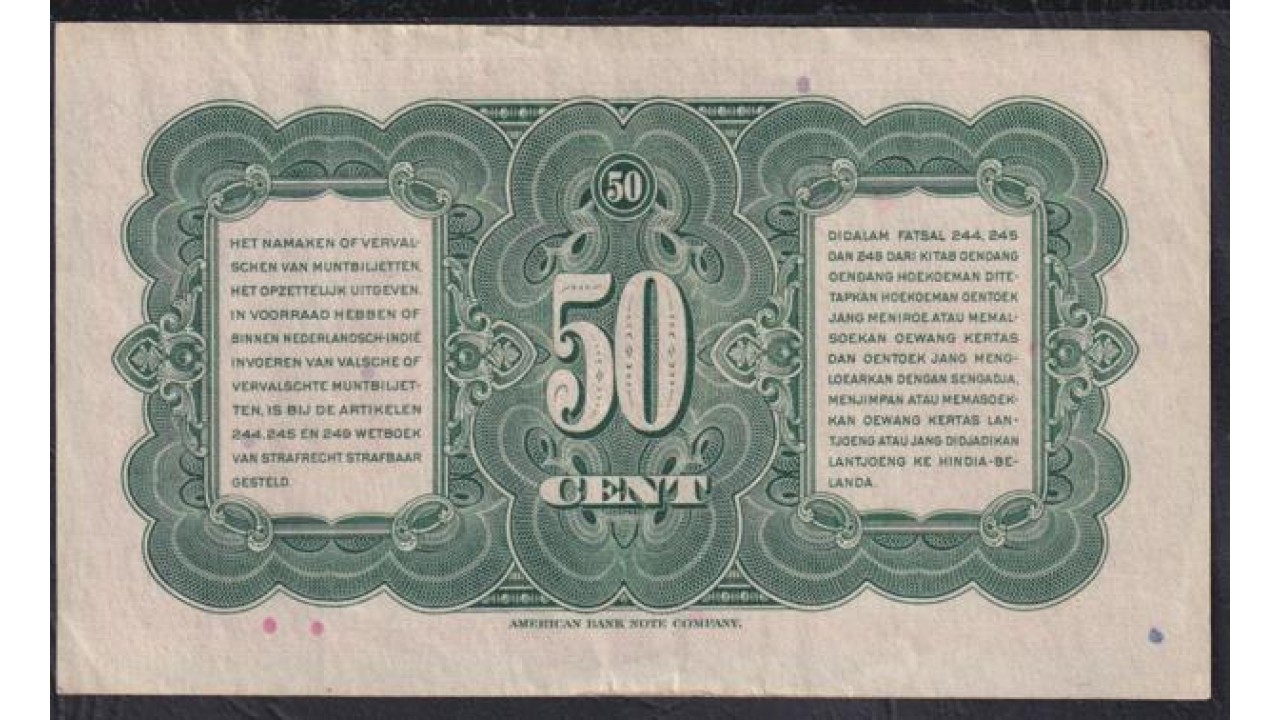 50
HET NAMAKEN OF VERVAL-
SCHEN VAN MUNTBILJETTEN,
HET OPZETTELIJK UITGEVEN,
IN VOORRAAD HEBBEN OF
BINNEN NEDERLANDSCH-INDIË
INVOEREN VAN VALSCHE OF
VERVALSCHTE MUNTBILJET-
TEN, IS BIJ DE ARTIKELEN
244, 245 EN 249 WETBOEK
VAN STRAFRECHT STRAFBAAR
GESTELD.
50
CENT
DIDALAM FATSAL 244, 245
DAN 249 DARI KITAB OENDANG
OENDANG HOEKOEMAN DITE-
TAPKAN HOEKOEMAN OENTOEK
JANG MENIROE ATAU MEMAL-
SOEKAN OEWANG KERTAS
DAN OENTOEK JANG MENG-
LOEARKAN DENGAN SENGADJA,
MENJIMPAN ATAU MEMASOEK-
KAN OEWANG KERTAS LAN-
TJOENG ATAU JANG DIDJADIKAN
LANTJOENG KE HINDIA-BE-
LANDA.
AMERICAN BANK NOTE COMPANY.